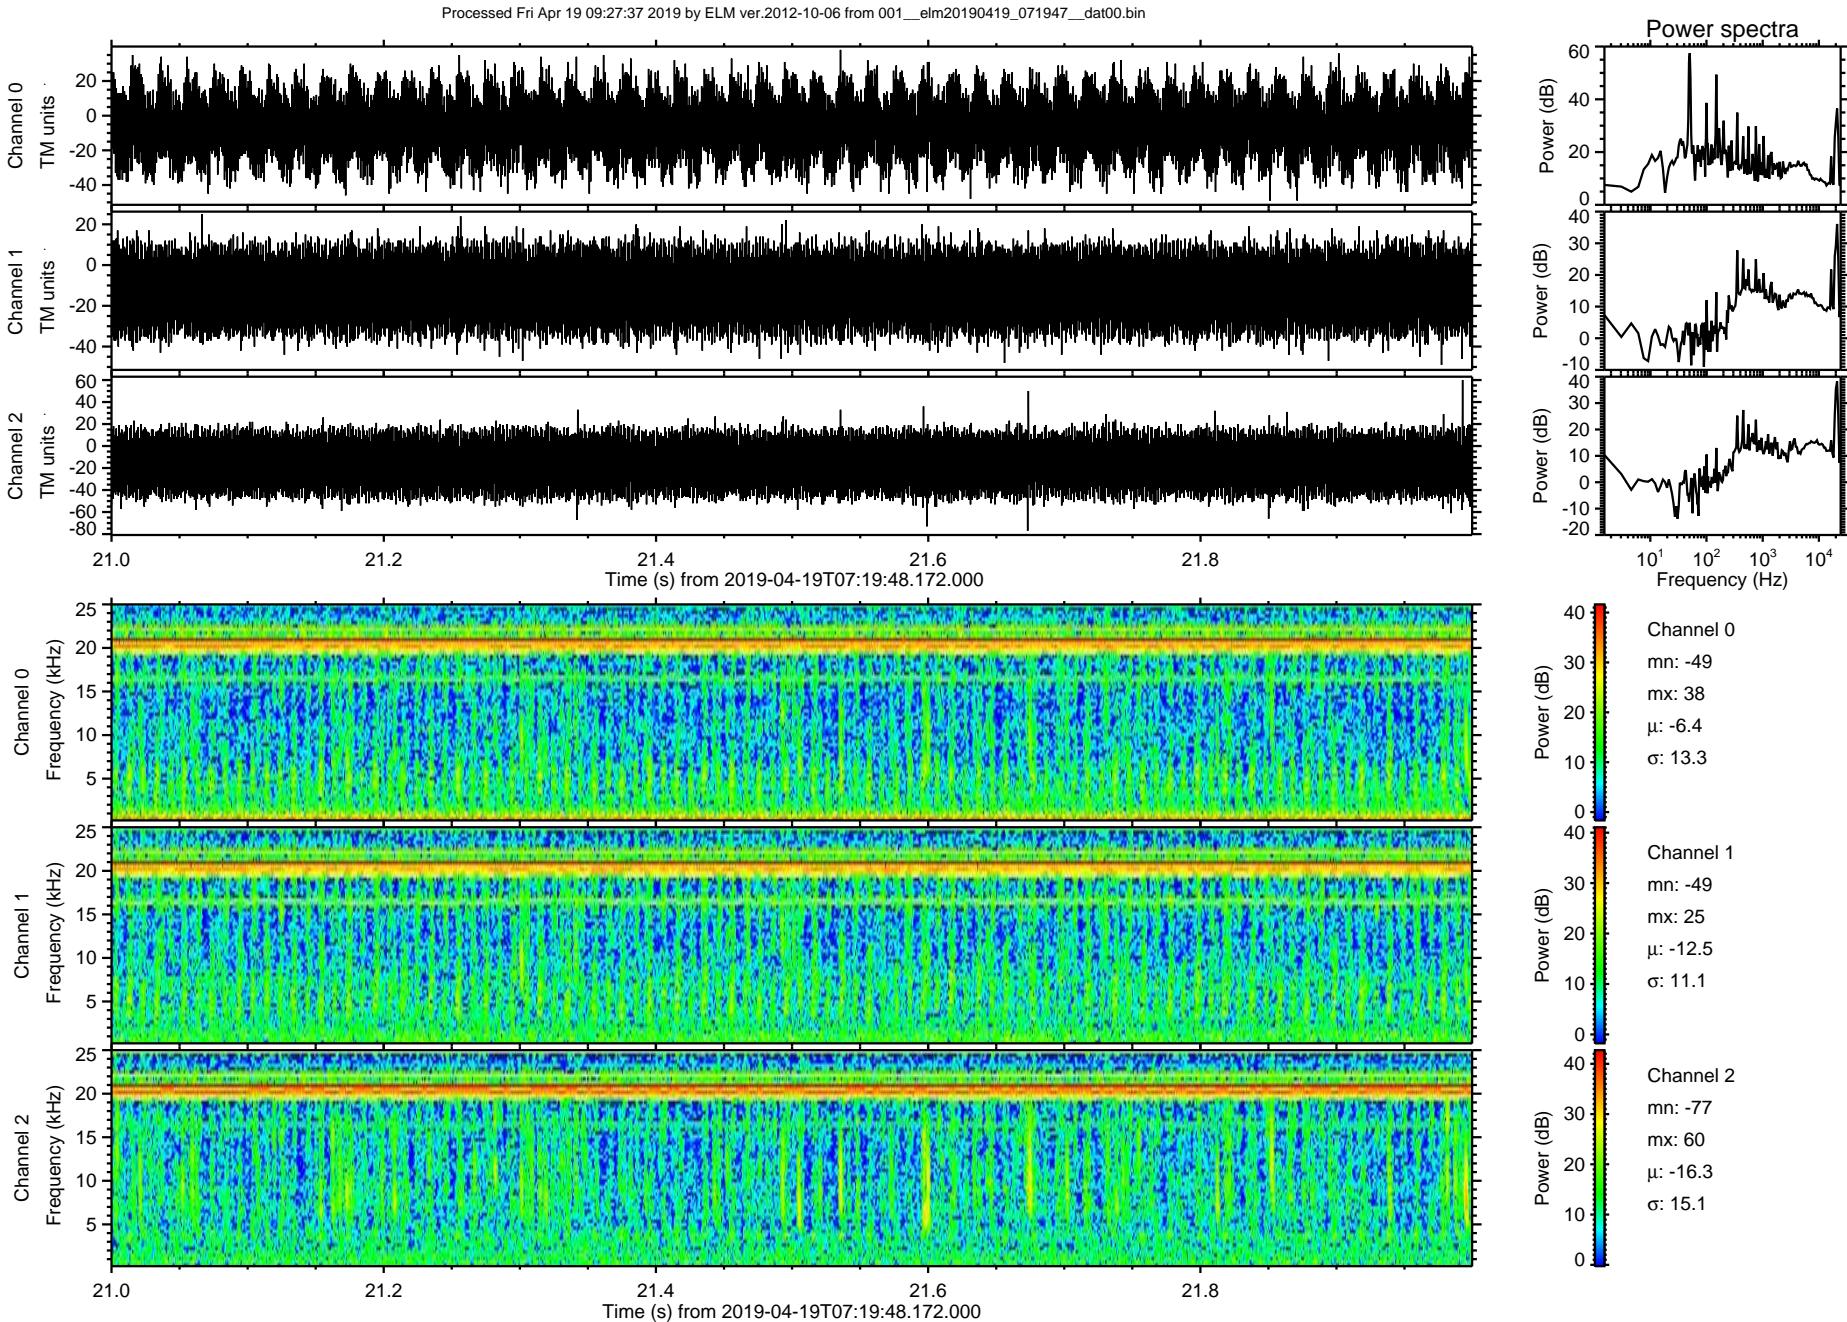 Processed Fri Apr 19 09:27:37 2019 by ELM ver.2012-10-06 from 001__elm20190419_071947__dat00.bin
Power spectra
Channel 0
TM units
20
0
-20
-40
Power (dB)
60
40
20
0
Channel 1
TM units
20
0
-20
-40
Power (dB)
40
30
20
10
0
-10
Channel 2
TM units
60
40
20
0
-20
-40
-60
-80
Power (dB)
40
30
20
10
0
-10
-20
21.0 21.2 21.4 21.6 21.8
Time (s) from 2019-04-19T07:19:48.172.000
10¹ 10² 10³ 10⁴
Frequency (Hz)
Channel 0
Frequency (kHz)
25
20
15
10
5
Power (dB)
40
30
20
10
0
Channel 0
mn: -49
mx: 38
μ: -6.4
σ: 13.3
Channel 1
Frequency (kHz)
25
20
15
10
5
Power (dB)
40
30
20
10
0
Channel 1
mn: -49
mx: 25
μ: -12.5
σ: 11.1
Channel 2
Frequency (kHz)
25
20
15
10
5
Power (dB)
40
30
20
10
0
Channel 2
mn: -77
mx: 60
μ: -16.3
σ: 15.1
21.0 21.2 21.4 21.6 21.8
Time (s) from 2019-04-19T07:19:48.172.000